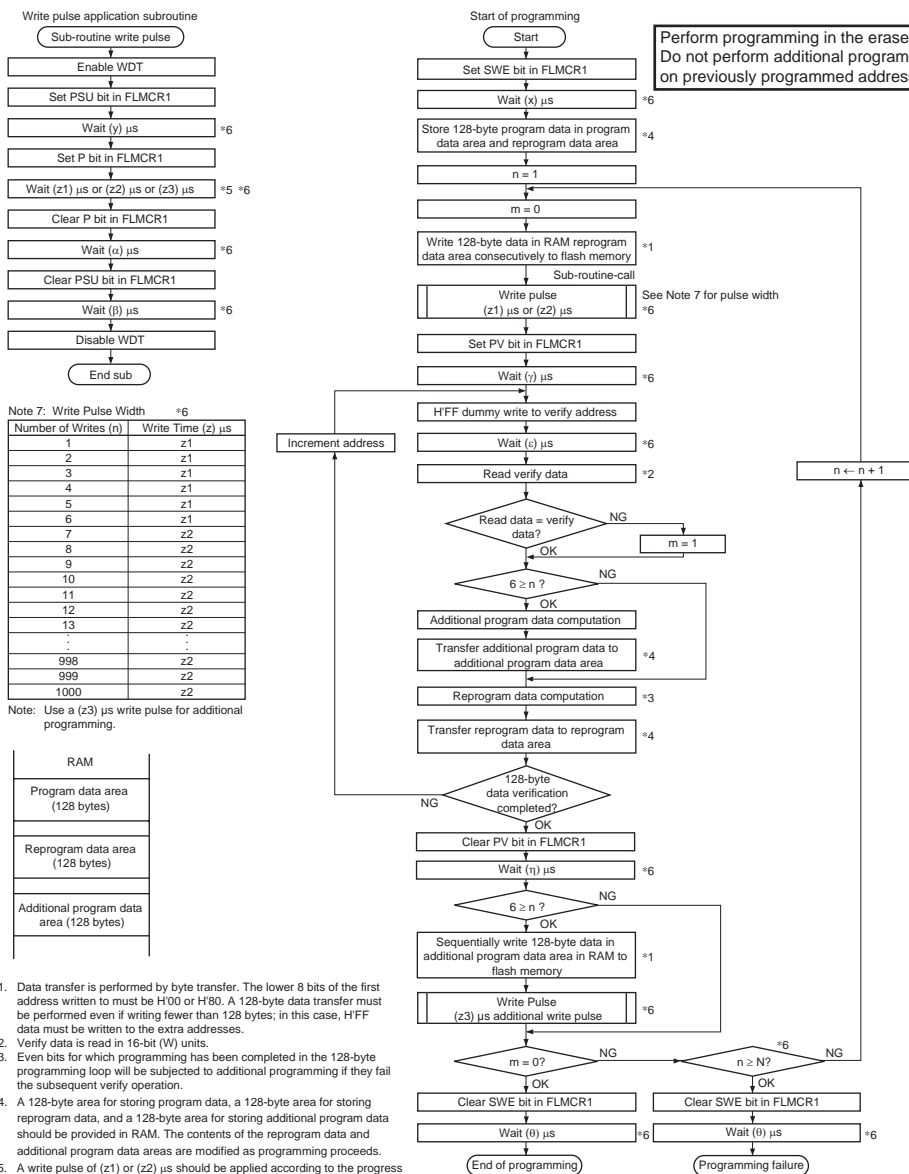 Write pulse application subroutine
Sub-routine write pulse
Enable WDT
Set PSU bit in FLMCR1
Wait (y) μs *6
Set P bit in FLMCR1
Wait (z1) μs or (z2) μs or (z3) μs *5 *6
Clear P bit in FLMCR1
Wait (α) μs *6
Clear PSU bit in FLMCR1
Wait (β) μs *6
Disable WDT
End sub
Note 7: Write Pulse Width *6
Number of Writes (n) Write Time (z) μs
1 z1
2 z1
3 z1
4 z1
5 z1
6 z1
7 z2
8 z2
9 z2
10 z2
11 z2
12 z2
13 z2
: :
998 z2
999 z2
1000 z2
Note: Use a (z3) μs write pulse for additional
programming.
RAM
Program data area
(128 bytes)
Reprogram data area
(128 bytes)
Additional program data
area (128 bytes)
1. Data transfer is performed by byte transfer. The lower 8 bits of the first
address written to must be H'00 or H'80. A 128-byte data transfer must
be performed even if writing fewer than 128 bytes; in this case, H'FF
data must be written to the extra addresses.
2. Verify data is read in 16-bit (W) units.
3. Even bits for which programming has been completed in the 128-byte
programming loop will be subjected to additional programming if they fail
the subsequent verify operation.
4. A 128-byte area for storing program data, a 128-byte area for storing
reprogram data, and a 128-byte area for storing additional program data
should be provided in RAM. The contents of the reprogram data and
additional program data areas are modified as programming proceeds.
5. A write pulse of (z1) or (z2) μs should be applied according to the progress
Start of programming
Start
Perform programming in the erase
Do not perform additional program
on previously programmed addres
Set SWE bit in FLMCR1
Wait (x) μs *6
Store 128-byte program data in program
data area and reprogram data area *4
n = 1
m = 0
Write 128-byte data in RAM reprogram
data area consecutively to flash memory *1
Sub-routine-call
Write pulse
(z1) μs or (z2) μs
See Note 7 for pulse width
*6
Set PV bit in FLMCR1
Wait (γ) μs *6
H'FF dummy write to verify address
Increment address
Wait (ε) μs *6
Read verify data *2
n ← n + 1
Read data = verify
data?
NG
m = 1
OK
6 ≥ n ?
NG
OK
Additional program data computation
Transfer additional program data to
additional program data area *4
Reprogram data computation *3
Transfer reprogram data to reprogram
data area *4
128-byte
data verification
completed?
NG
OK
Clear PV bit in FLMCR1
Wait (η) μs *6
6 ≥ n ?
NG
OK
Sequentially write 128-byte data in
additional program data area in RAM to
flash memory *1
Write Pulse
(z3) μs additional write pulse *6
m = 0?
NG
*6
n ≥ N?
NG
OK
OK
Clear SWE bit in FLMCR1
Clear SWE bit in FLMCR1
Wait (θ) μs *6
Wait (θ) μs *6
End of programming
Programming failure